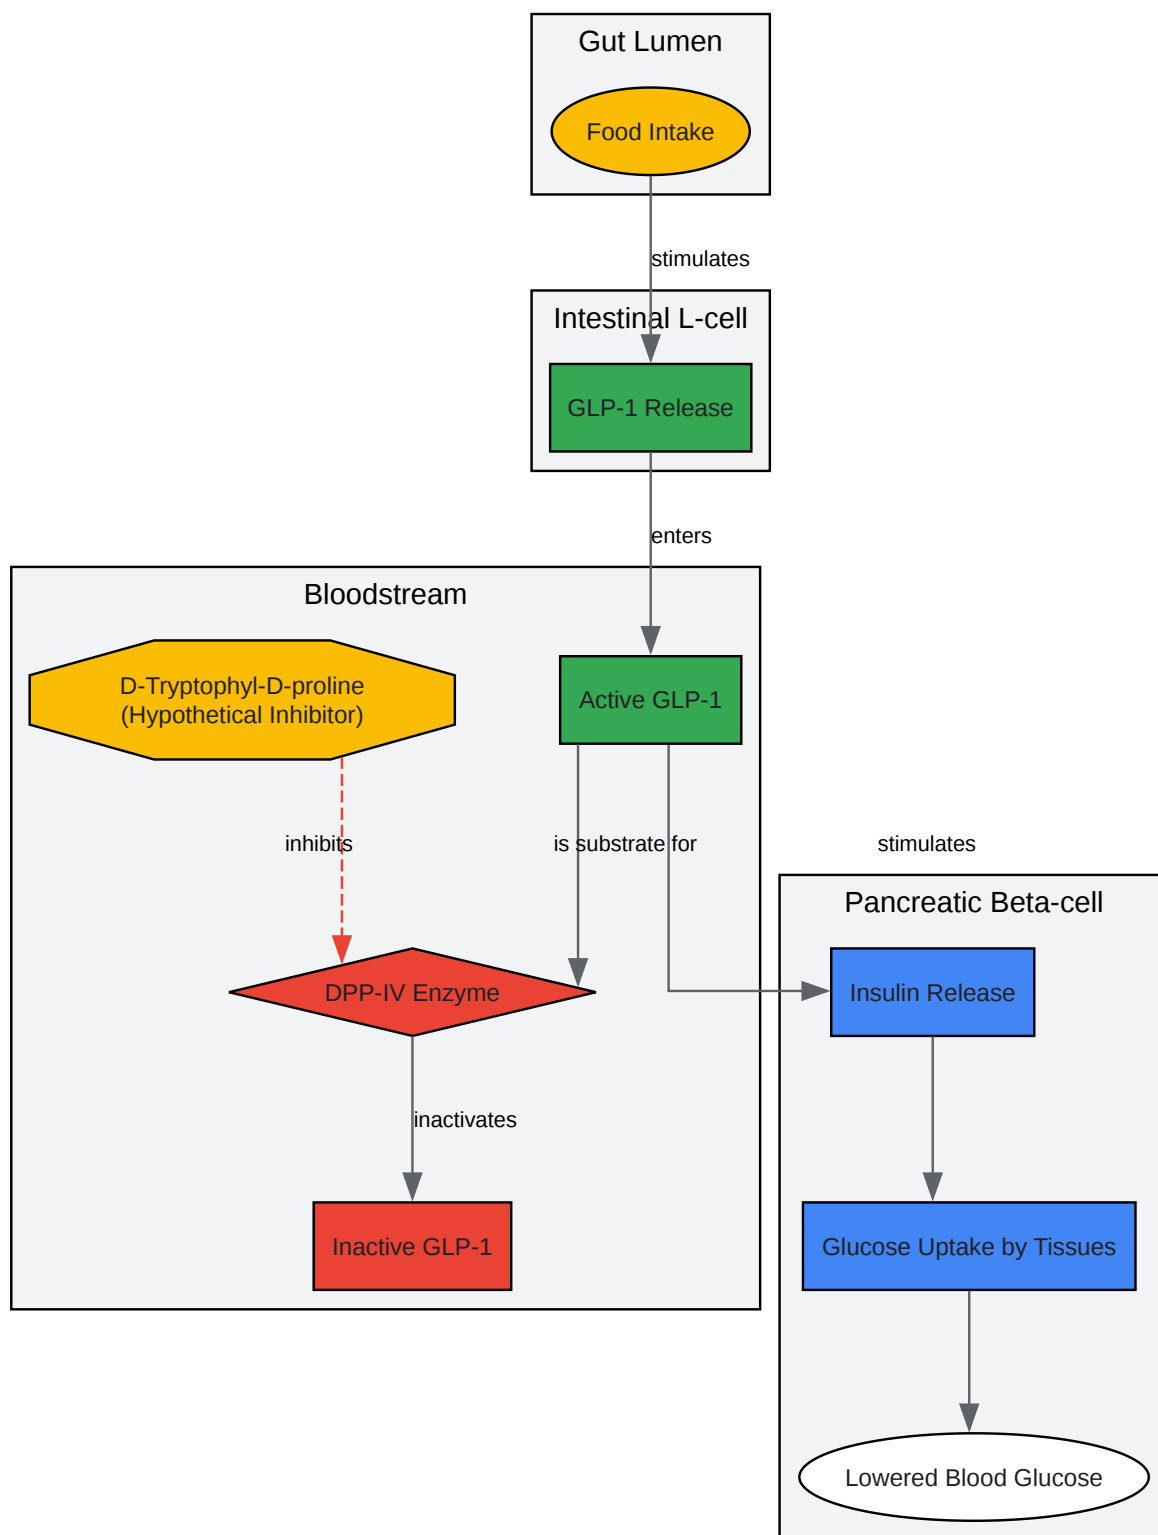 Gut Lumen
Food Intake
stimulates
Intestinal L-cell
GLP-1 Release
enters
Bloodstream
D-Tryptophyl-D-proline
(Hypothetical Inhibitor)
Active GLP-1
inhibits
is substrate for
stimulates
Pancreatic Beta-cell
DPP-IV Enzyme
Insulin Release
inactivates
Inactive GLP-1
Glucose Uptake by Tissues
Lowered Blood Glucose